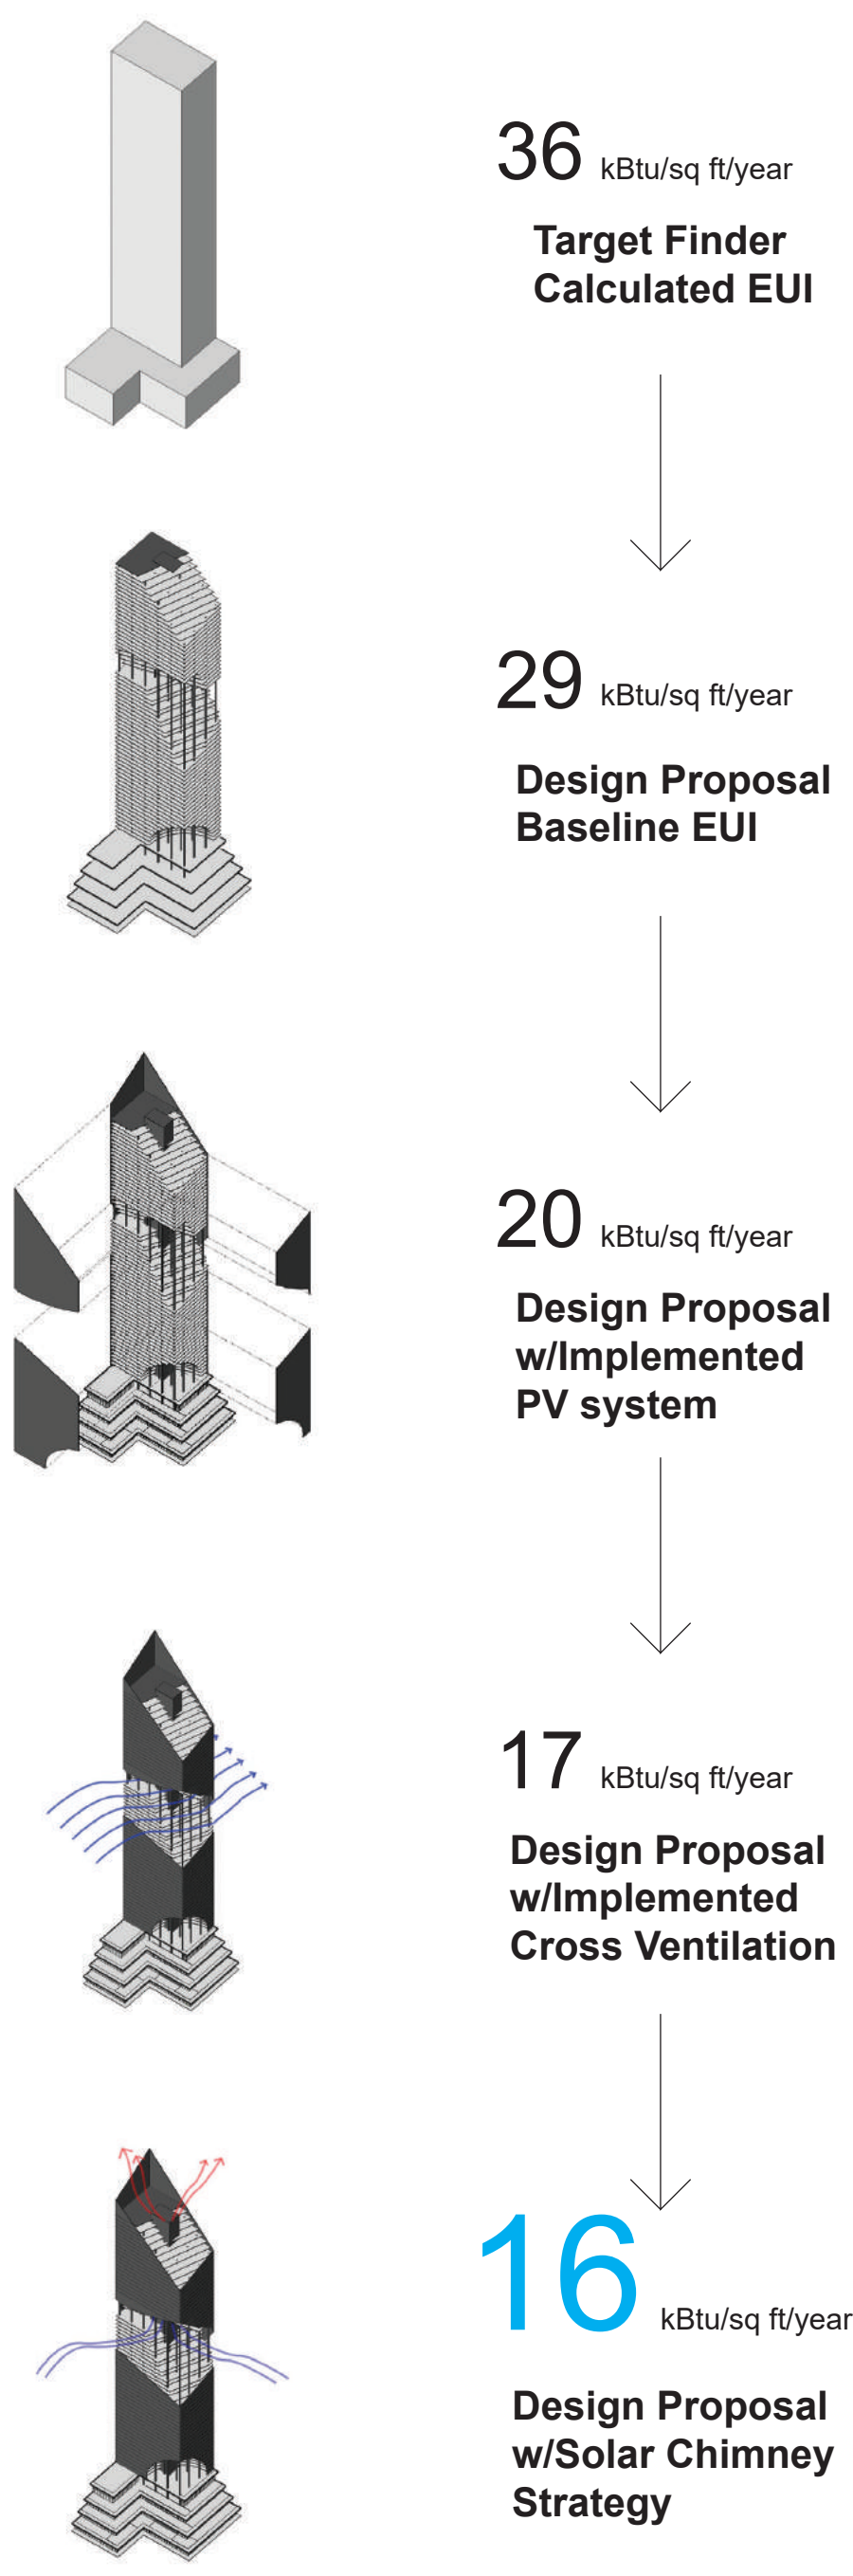 36 kBtu/sq ft/year
Target Finder
Calculated EUI
29 kBtu/sq ft/year
Design Proposal
Baseline EUI
20 kBtu/sq ft/year
Design Proposal
w/Implemented
PV system
17 kBtu/sq ft/year
Design Proposal
w/Implemented
Cross Ventilation
16 kBtu/sq ft/year
Design Proposal
w/Solar Chimney
Strategy